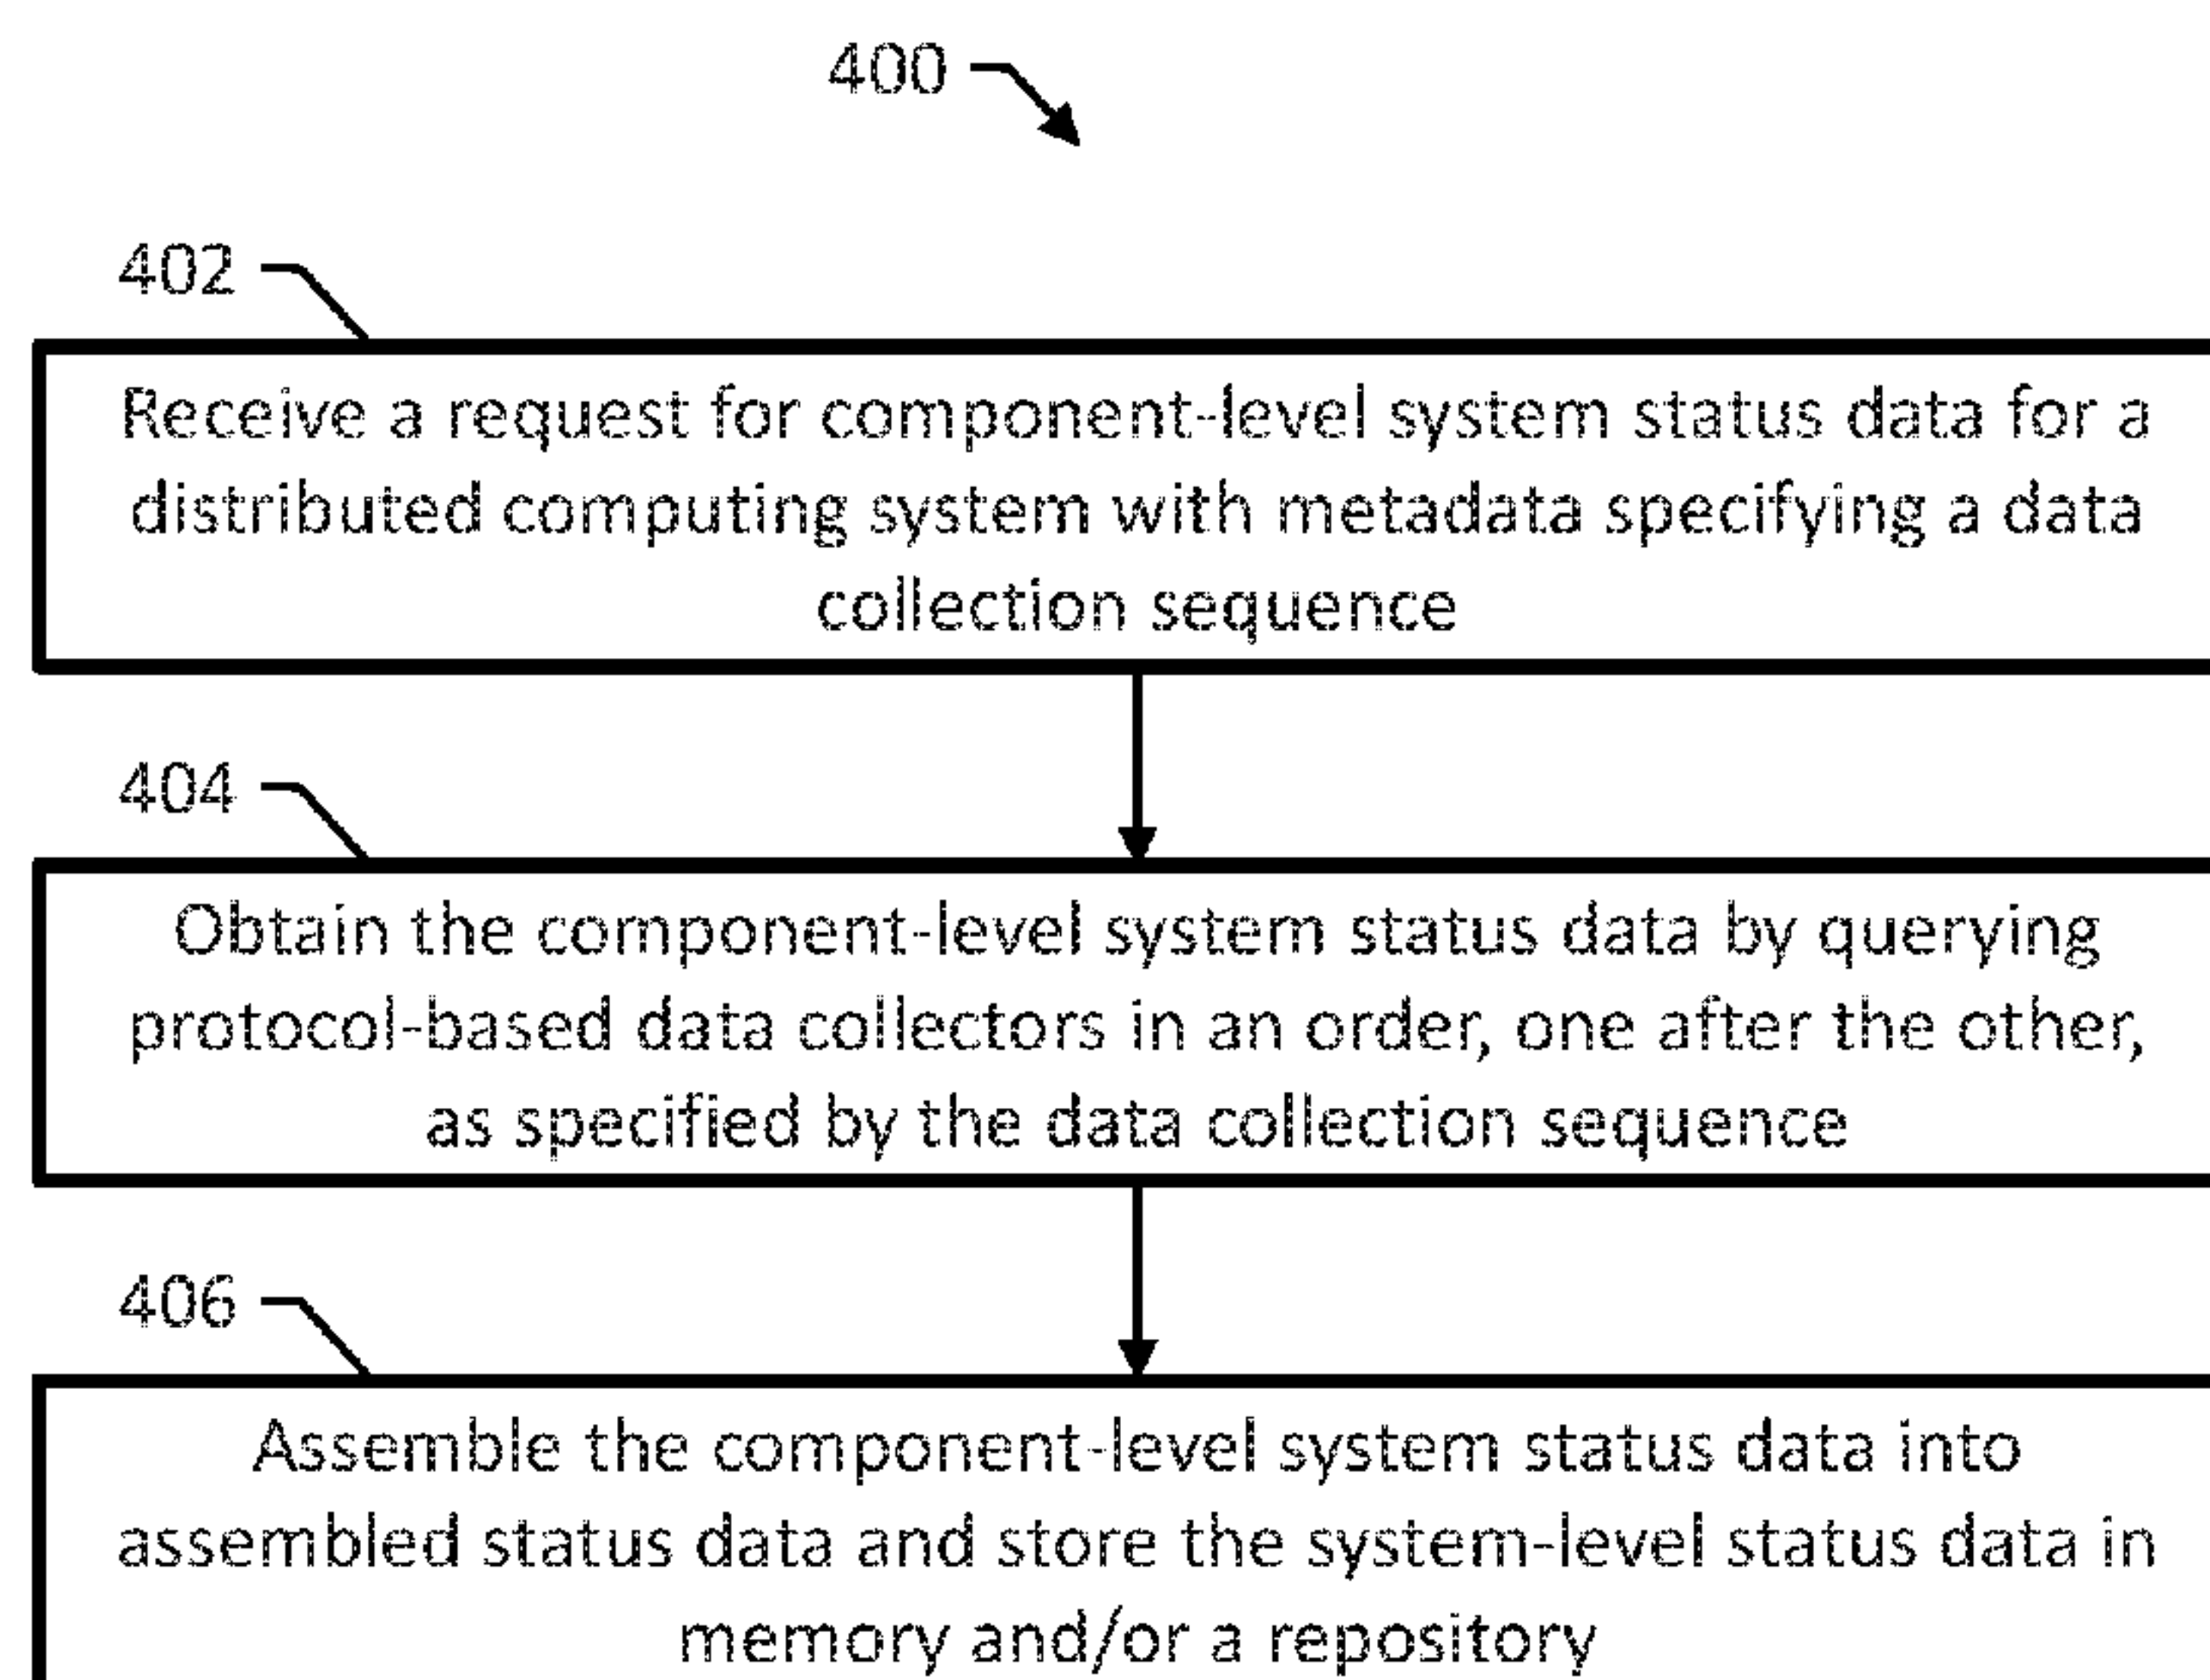 400
402
Receive a request for component-level system status data for a
distributed computing system with metadata specifying a data
collection sequence
404
Obtain the component-level system status data by querying
protocol-based data collectors in an order, one after the other,
as specified by the data collection sequence
406
Assemble the component-level system status data into
assembled status data and store the system-level status data in
memory and/or a repository